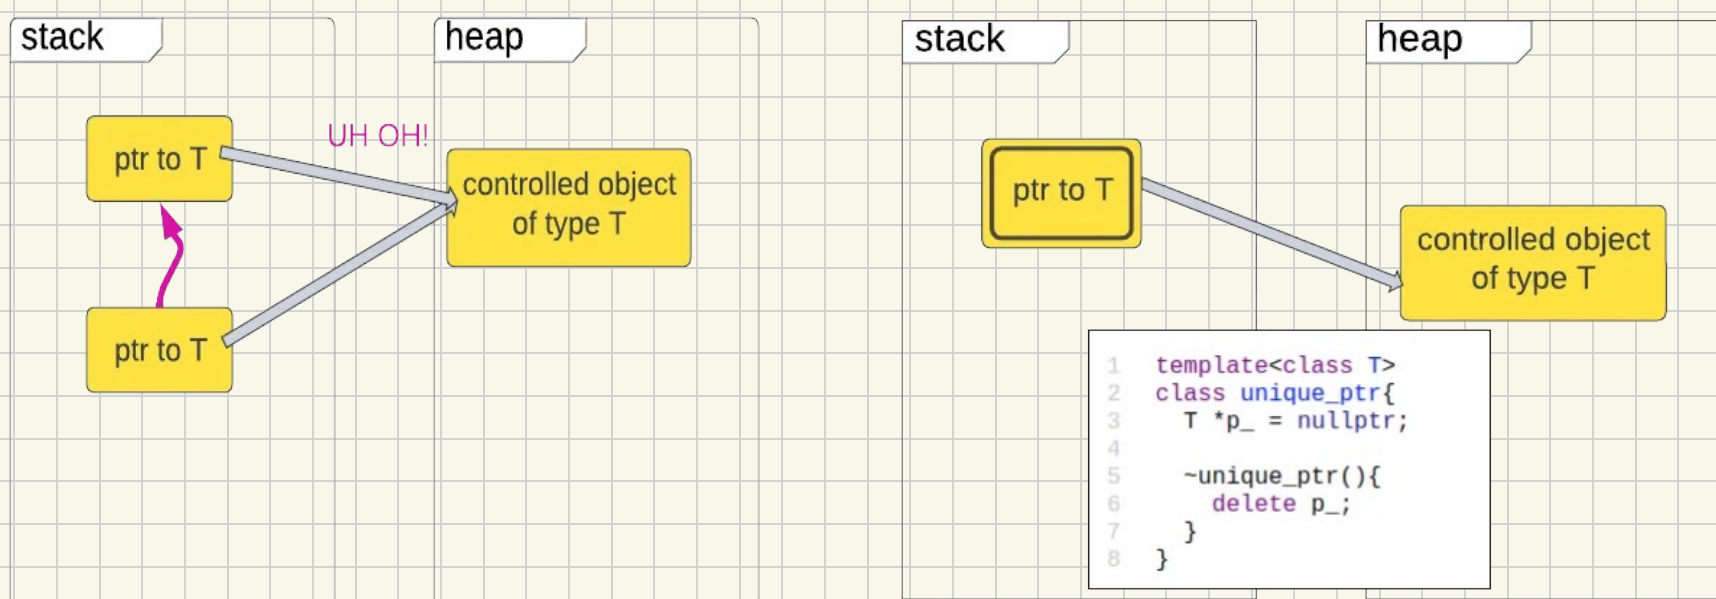 stack
heap
UH OH!
ptr to T
controlled object
of type T
ptr to T
stack
heap
ptr to T
controlled object
of type T
1 template<class T>
2 class unique_ptr{
3   T *p_ = nullptr;
4
5   ~unique_ptr(){
6     delete p_;
7   }
8 }